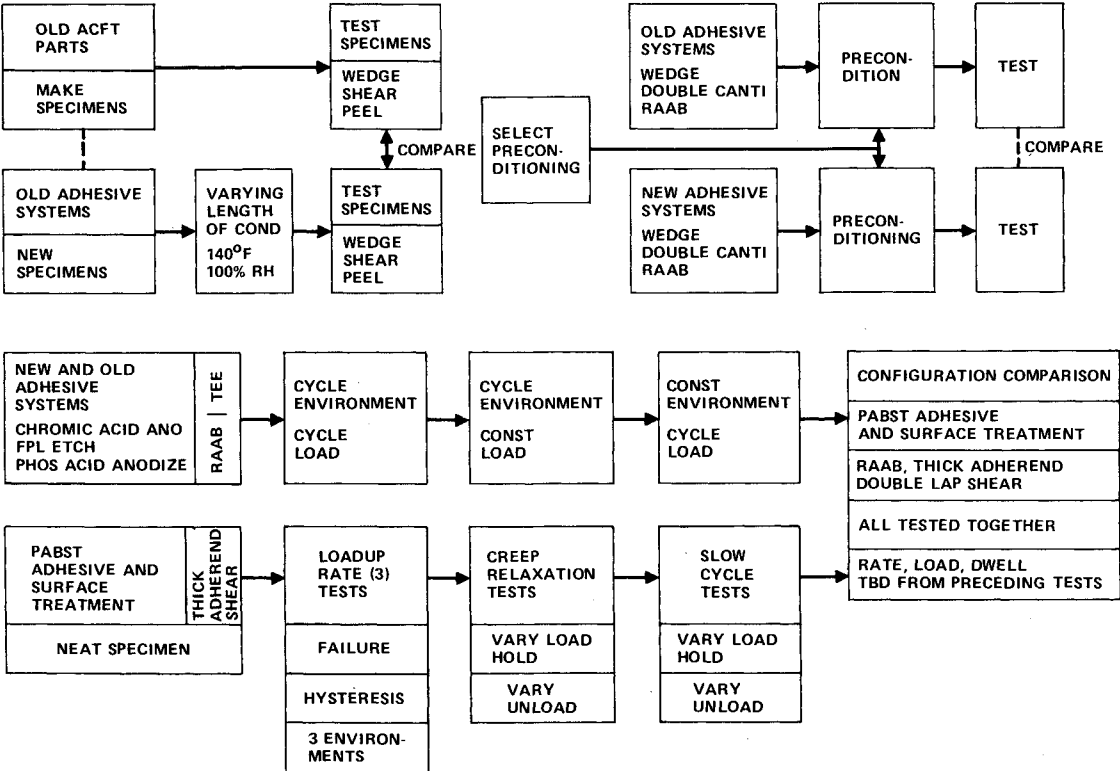 OLD ACFT
PARTS
MAKE
SPECIMENS
TEST
SPECIMENS
WEDGE
SHEAR
PEEL
COMPARE
OLD ADHESIVE
SYSTEMS
NEW
SPECIMENS
VARYING
LENGTH
OF COND
140°F
100% RH
TEST
SPECIMENS
WEDGE
SHEAR
PEEL
SELECT
PRECON-
DITIONING
OLD ADHESIVE
SYSTEMS
WEDGE
DOUBLE CANTI
RAAB
PRECON-
DITION
TEST
COMPARE
NEW ADHESIVE
SYSTEMS
WEDGE
DOUBLE CANTI
RAAB
PRECON-
DITIONING
TEST
NEW AND OLD
ADHESIVE
SYSTEMS
CHROMIC ACID ANO
FPL ETCH
PHOS ACID ANODIZE
RAAB | TEE
CYCLE
ENVIRONMENT
CYCLE
LOAD
CYCLE
ENVIRONMENT
CONST
LOAD
CONST
ENVIRONMENT
CYCLE
LOAD
CONFIGURATION COMPARISON
PABST ADHESIVE
AND SURFACE TREATMENT
RAAB, THICK ADHEREND
DOUBLE LAP SHEAR
ALL TESTED TOGETHER
RATE, LOAD, DWELL
TBD FROM PRECEDING TESTS
PABST
ADHESIVE AND
SURFACE
TREATMENT
THICK
ADHEREND
SHEAR
NEAT SPECIMEN
LOADUP
RATE (3)
TESTS
FAILURE
HYSTERESIS
3 ENVIRON-
MENTS
CREEP
RELAXATION
TESTS
VARY LOAD
HOLD
VARY
UNLOAD
SLOW
CYCLE
TESTS
VARY LOAD
HOLD
VARY
UNLOAD